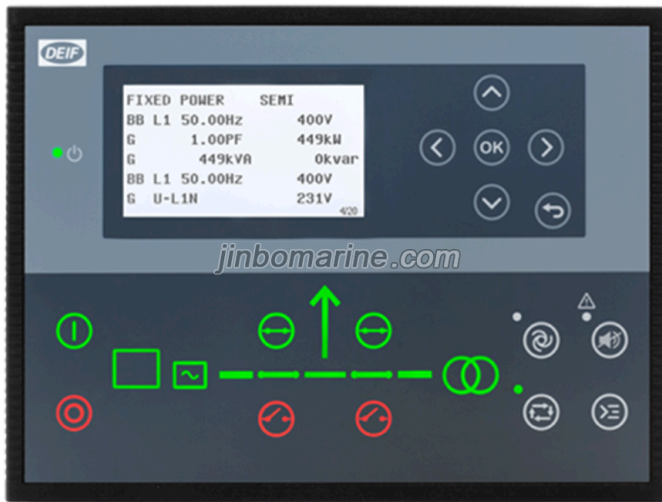 DEIF
FIXED POWER SEMI
BB L1 50.00Hz 400V
G 1.00PF 449kW
G 449kVA 0kvar
BB L1 50.00Hz 400V
G U-L1N 231V
4/20
OK
jinbomarine.com